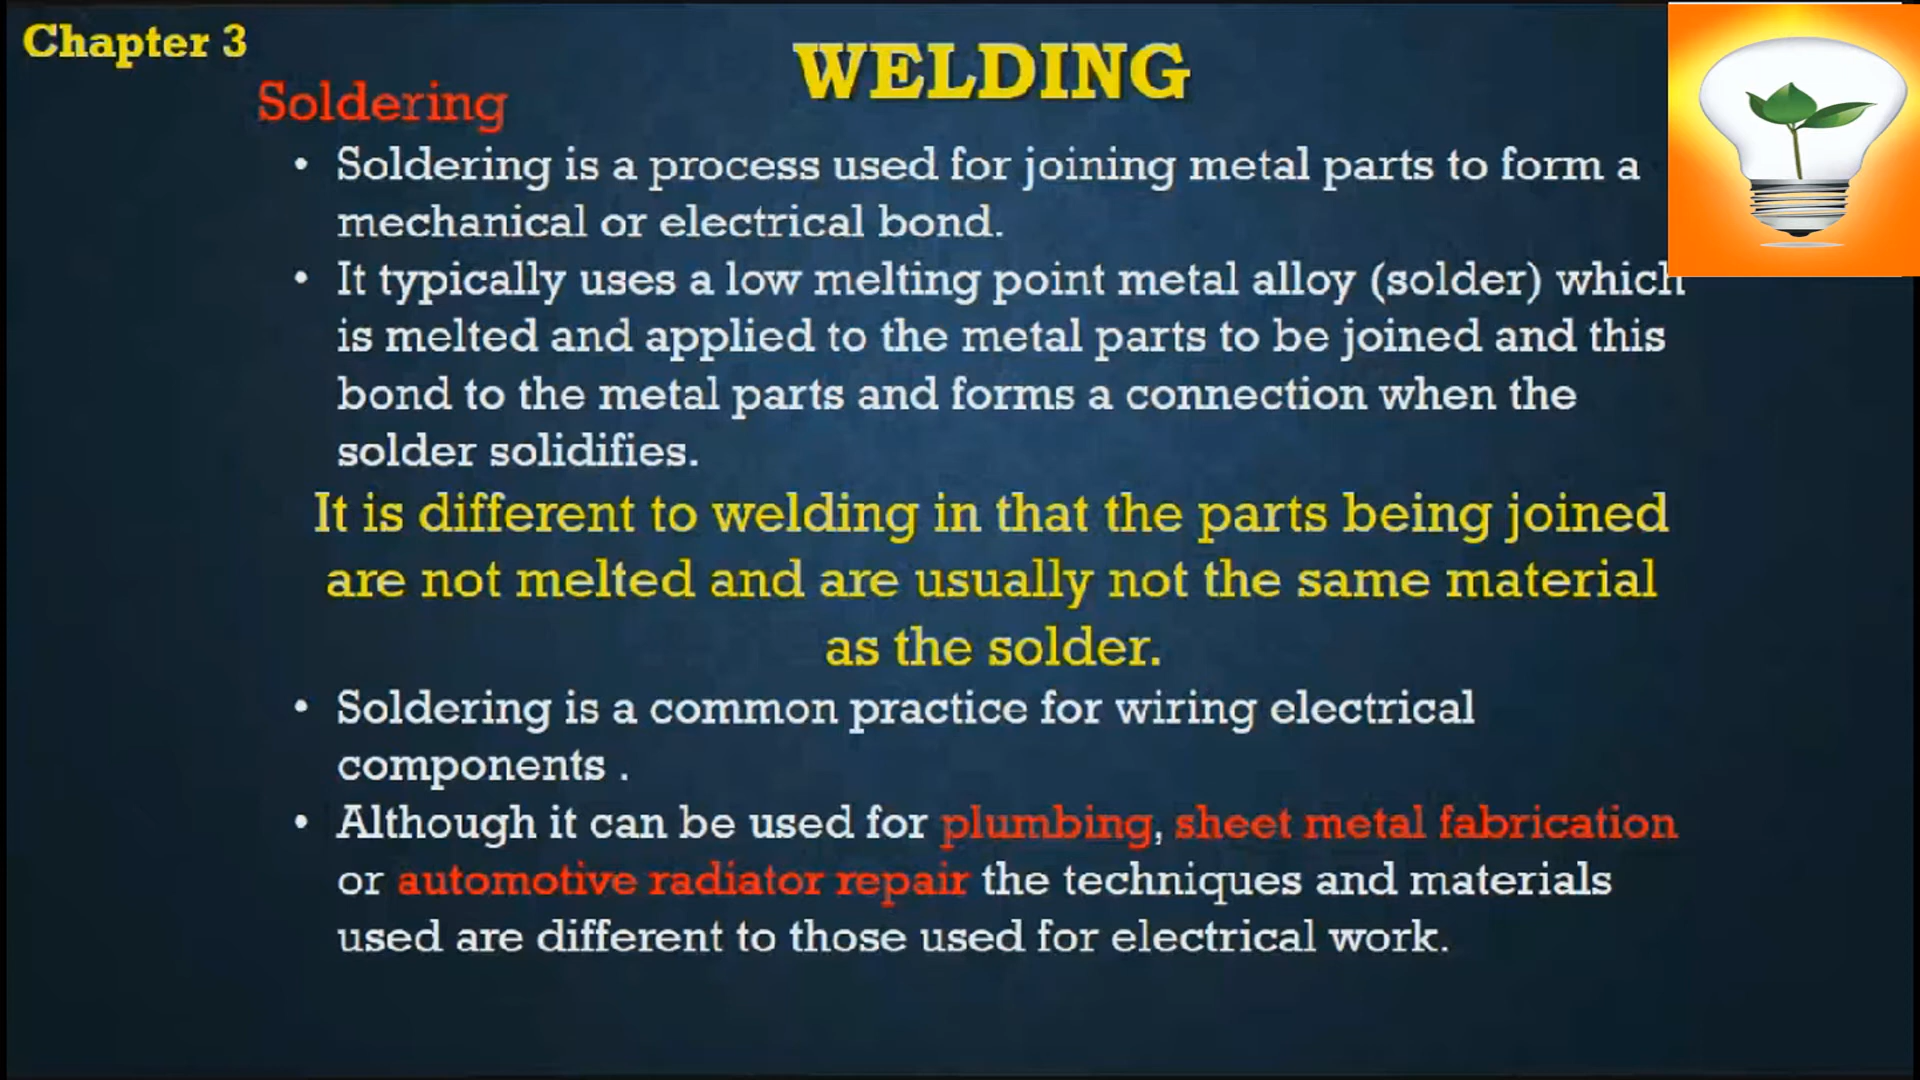 Chapter 3
WELDING
Soldering
• Soldering is a process used for joining metal parts to form a
mechanical or electrical bond.
• It typically uses a low melting point metal alloy (solder) which
is melted and applied to the metal parts to be joined and this
bond to the metal parts and forms a connection when the
solder solidifies.
It is different to welding in that the parts being joined
are not melted and are usually not the same material
as the solder.
• Soldering is a common practice for wiring electrical
components .
• Although it can be used for plumbing, sheet metal fabrication
or automotive radiator repair the techniques and materials
used are different to those used for electrical work.